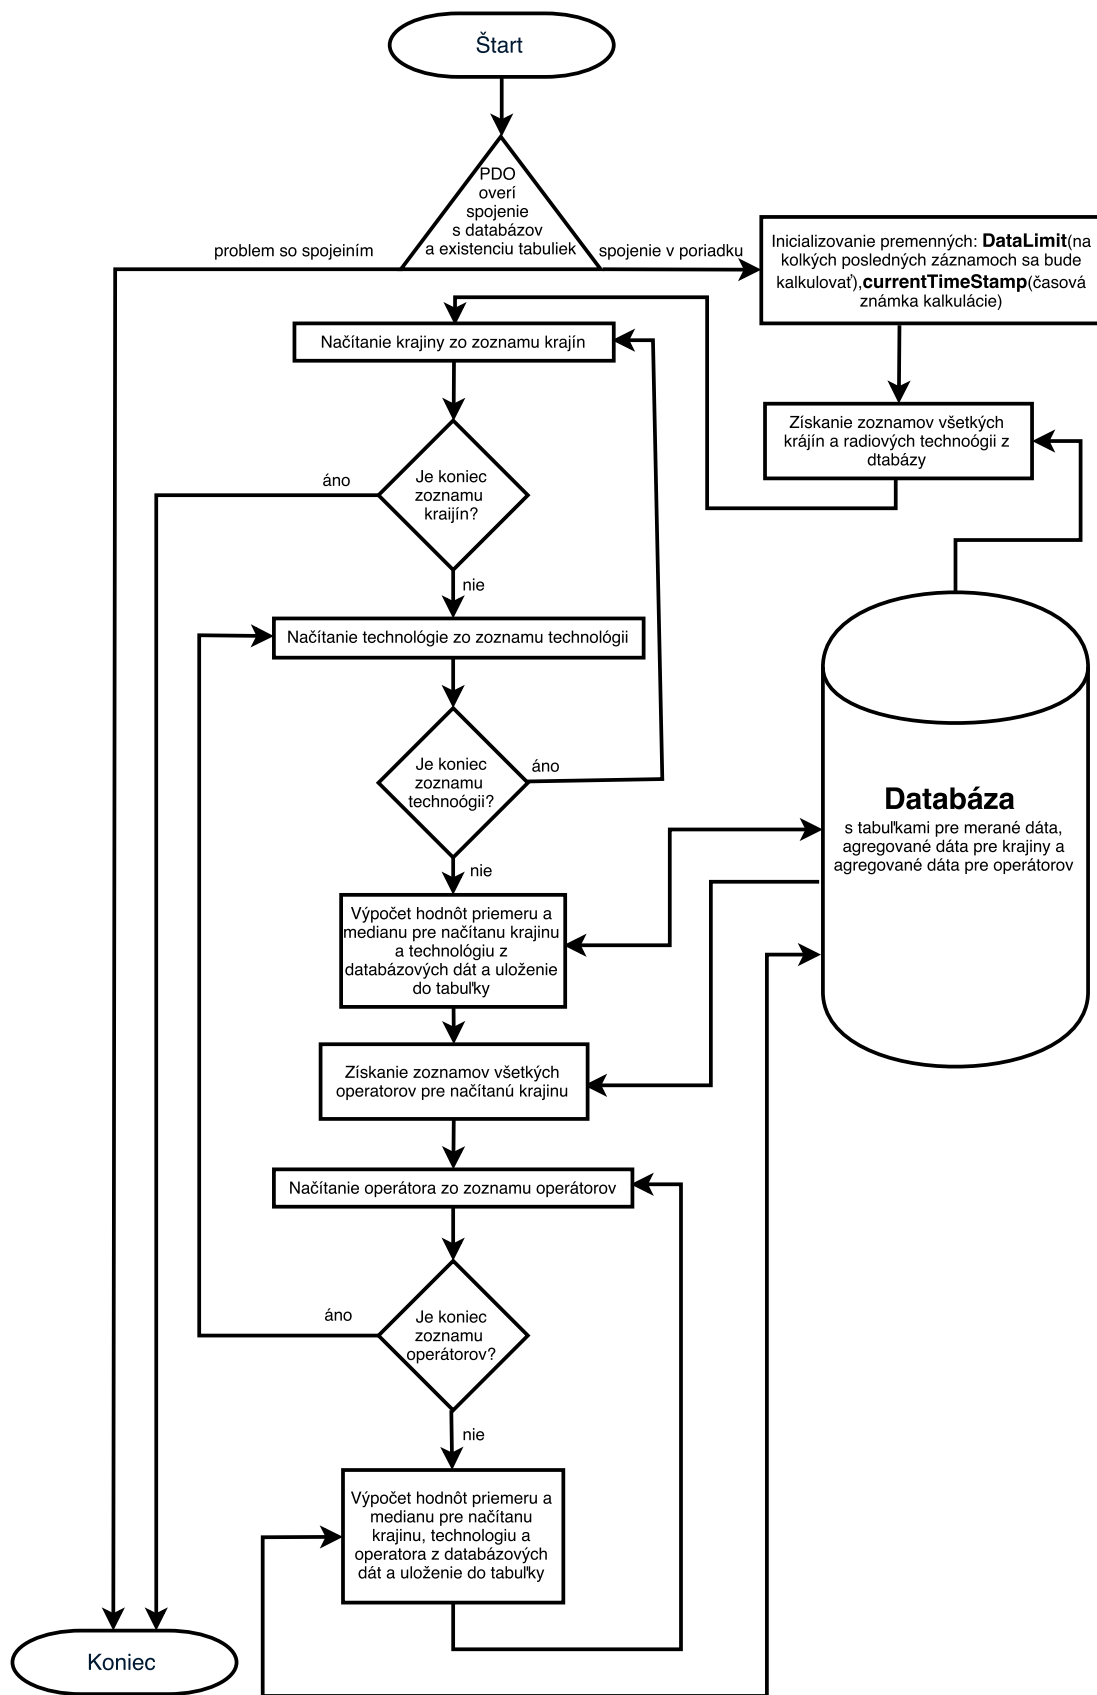 Štart
PDO
overí
spojenie
s databázov
a existenciu tabuliek
problem so spojeiním
spojenie v poriadku
Inicializovanie premenných: DataLimit(na
kolkých posledných záznamoch sa bude
kalkulovať),currentTimeStamp(časová
známka kalkulácie)
Načítanie krajiny zo zoznamu krajín
Získanie zoznamov všetkých
krájín a radiových technoógii z
dtabázy
áno
Je koniec
zoznamu
kraijín?
nie
Načítanie technológie zo zoznamu technológii
Je koniec
zoznamu
technoógii?
áno
nie
Databáza
s tabuľkami pre merané dáta,
agregované dáta pre krajiny a
agregované dáta pre operátorov
Výpočet hodnôt priemeru a
medianu pre načítanu krajinu
a technológiu z
databázových dát a uloženie
do tabuľky
Získanie zoznamov všetkých
operatorov pre načítanú krajinu
Načítanie operátora zo zoznamu operátorov
áno
Je koniec
zoznamu
operátorov?
nie
Výpočet hodnôt priemeru a
medianu pre načítanu
krajinu, technologiu a
operatora z databázových
dát a uloženie do tabuľky
Koniec